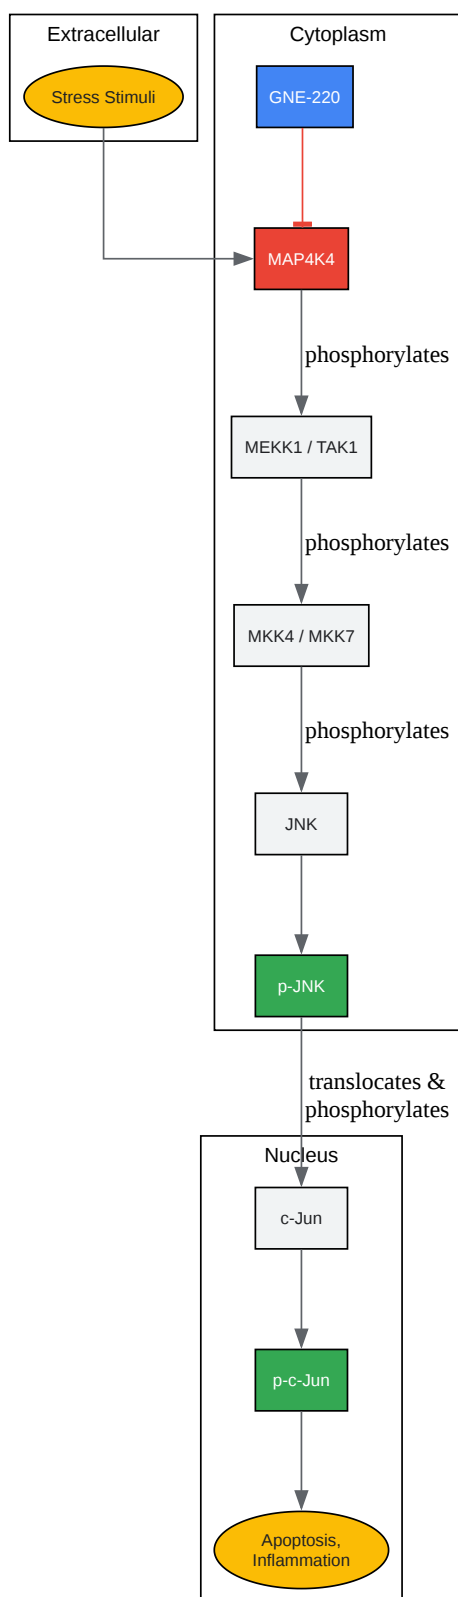 Extracellular
Cytoplasm
Stress Stimuli
GNE-220
MAP4K4
phosphorylates
MEKK1 / TAK1
phosphorylates
MKK4 / MKK7
phosphorylates
JNK
p-JNK
translocates &
phosphorylates
Nucleus
c-Jun
p-c-Jun
Apoptosis,
Inflammation